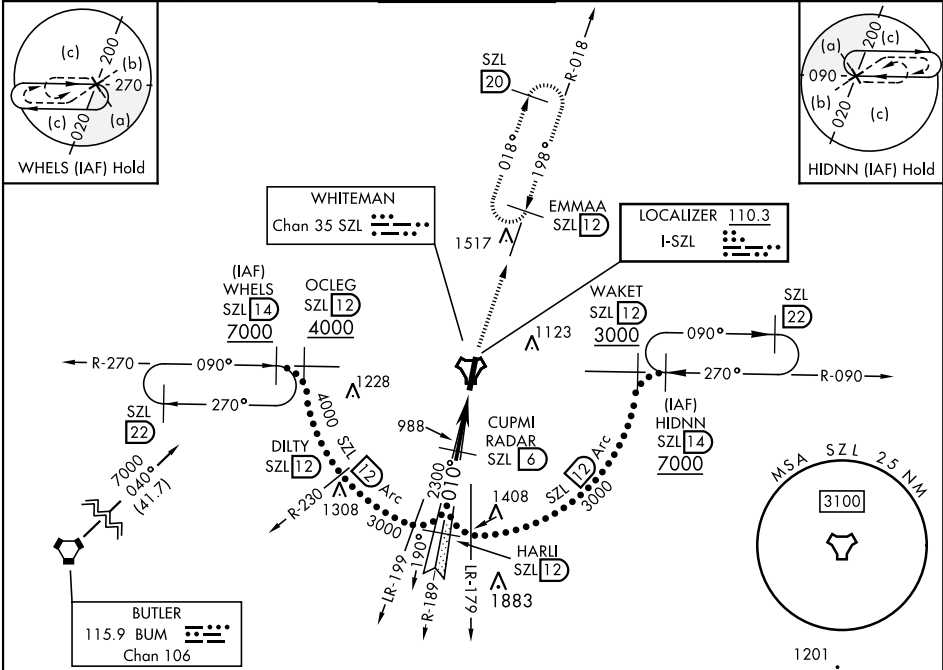 (c)
200
(b)
270
(c)
(a)
020
WHELS (IAF) Hold
(a)
200
(c)
090
(b)
(c)
020
HIDNN (IAF) Hold
R-018
SZL
20
018°
198°
EMMAA
SZL 12
1517
WHITEMAN
Chan 35 SZL
LOCALIZER 110.3
I-SZL
(IAF)
WHELS
SZL 14
7000
OCLEG
SZL 12
4000
WAKET
SZL 12
3000
SZL
22
1123
R-270
090°
270°
SZL
22
090°
270°
R-090
(IAF)
HIDNN
SZL 14
7000
1228
4000
SZL 12 Arc
988
CUPMI
RADAR
SZL 6
DILTY
SZL 12
R-230
1308
3000
2300
010°
1408
SZL 12 Arc
3000
HARLI
SZL 12
LR-199
190°
R-189
LR-179
1883
7000
040°
(41.7)
BUTLER
115.9 BUM
Chan 106
MSA SZL 25 NM
3100
1201